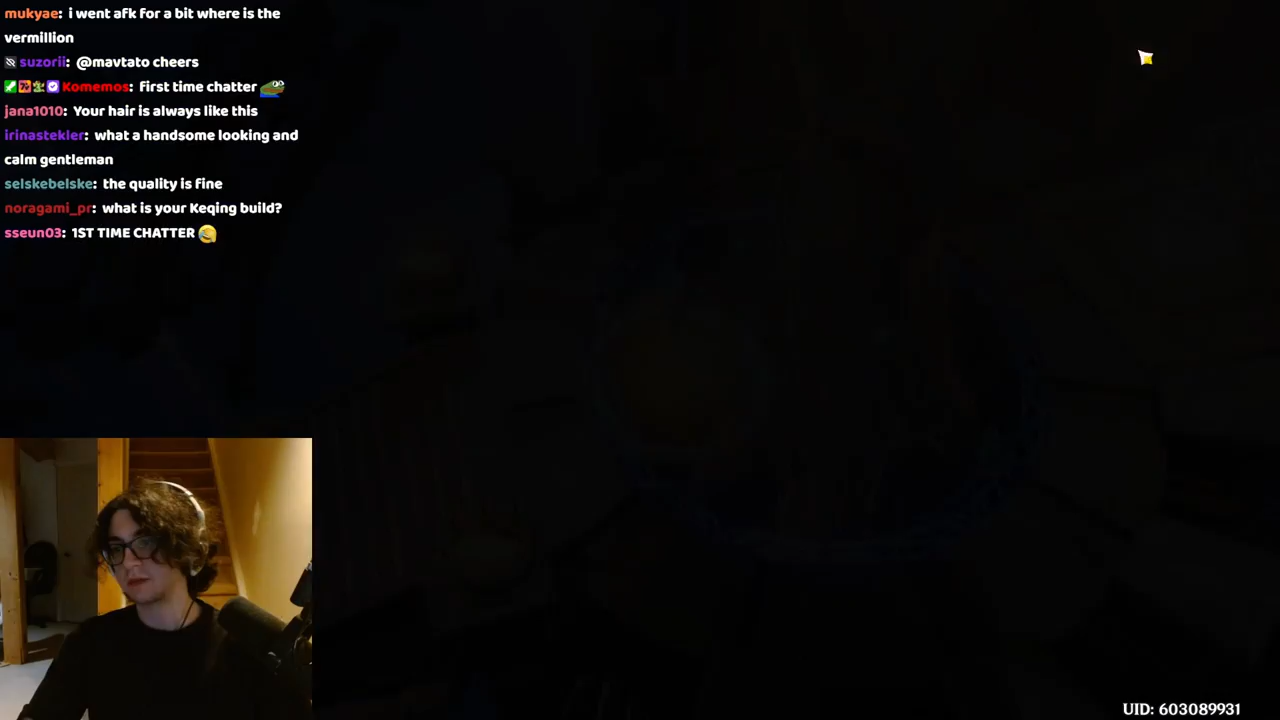 mukyae: i went afk for a bit where is the
vermillion
suzorii: @mavtato cheers
Komemos: first time chatter
jana1010: Your hair is always like this
irinastekler: what a handsome looking and
calm gentleman
selskebelske: the quality is fine
noragami_pr: what is your Keqing build?
sseun03: 1ST TIME CHATTER
UID: 603089931